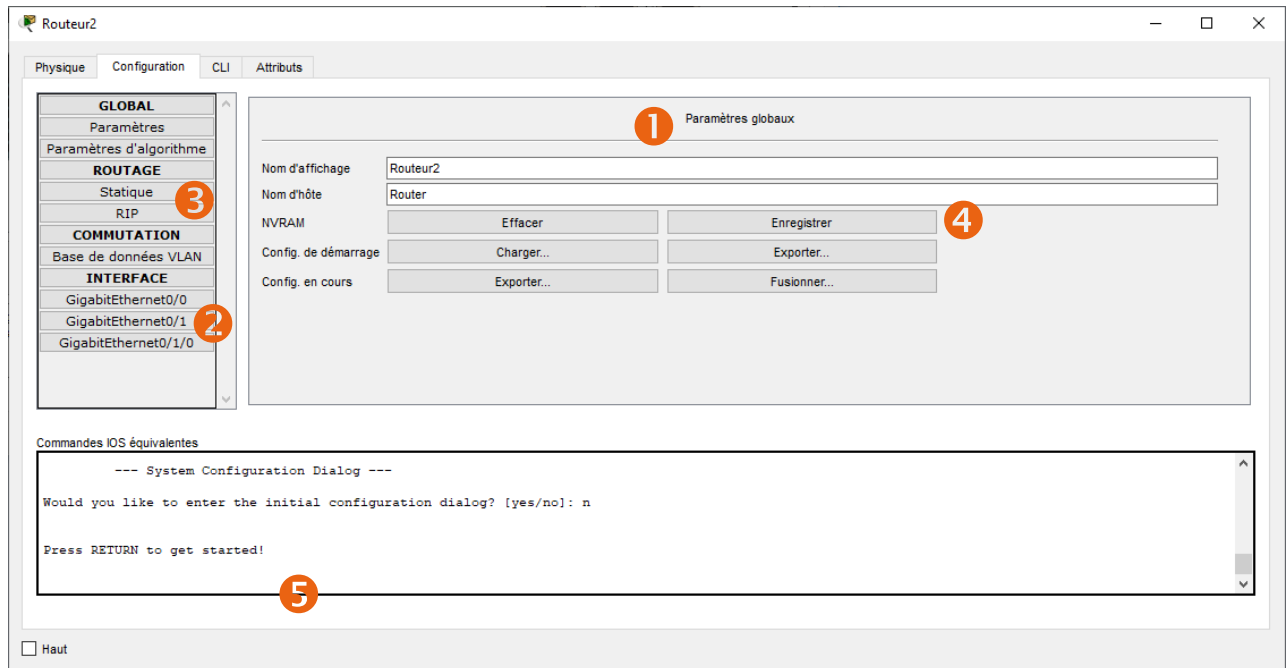 Routeur2
Physique Configuration CLI Attributs
GLOBAL
Paramètres
Paramètres d'algorithme
ROUTAGE
Statique
RIP
3
COMMUTATION
Base de données VLAN
INTERFACE
GigabitEthernet0/0
GigabitEthernet0/1
2
GigabitEthernet0/1/0
1 Paramètres globaux
Nom d'affichage Routeur2
Nom d'hôte Router
NVRAM Effacer Enregistrer 4
Config. de démarrage Charger... Exporter...
Config. en cours Exporter... Fusionner...
Commandes IOS équivalentes
--- System Configuration Dialog ---
Would you like to enter the initial configuration dialog? [yes/no]: n
Press RETURN to get started!
5
Haut